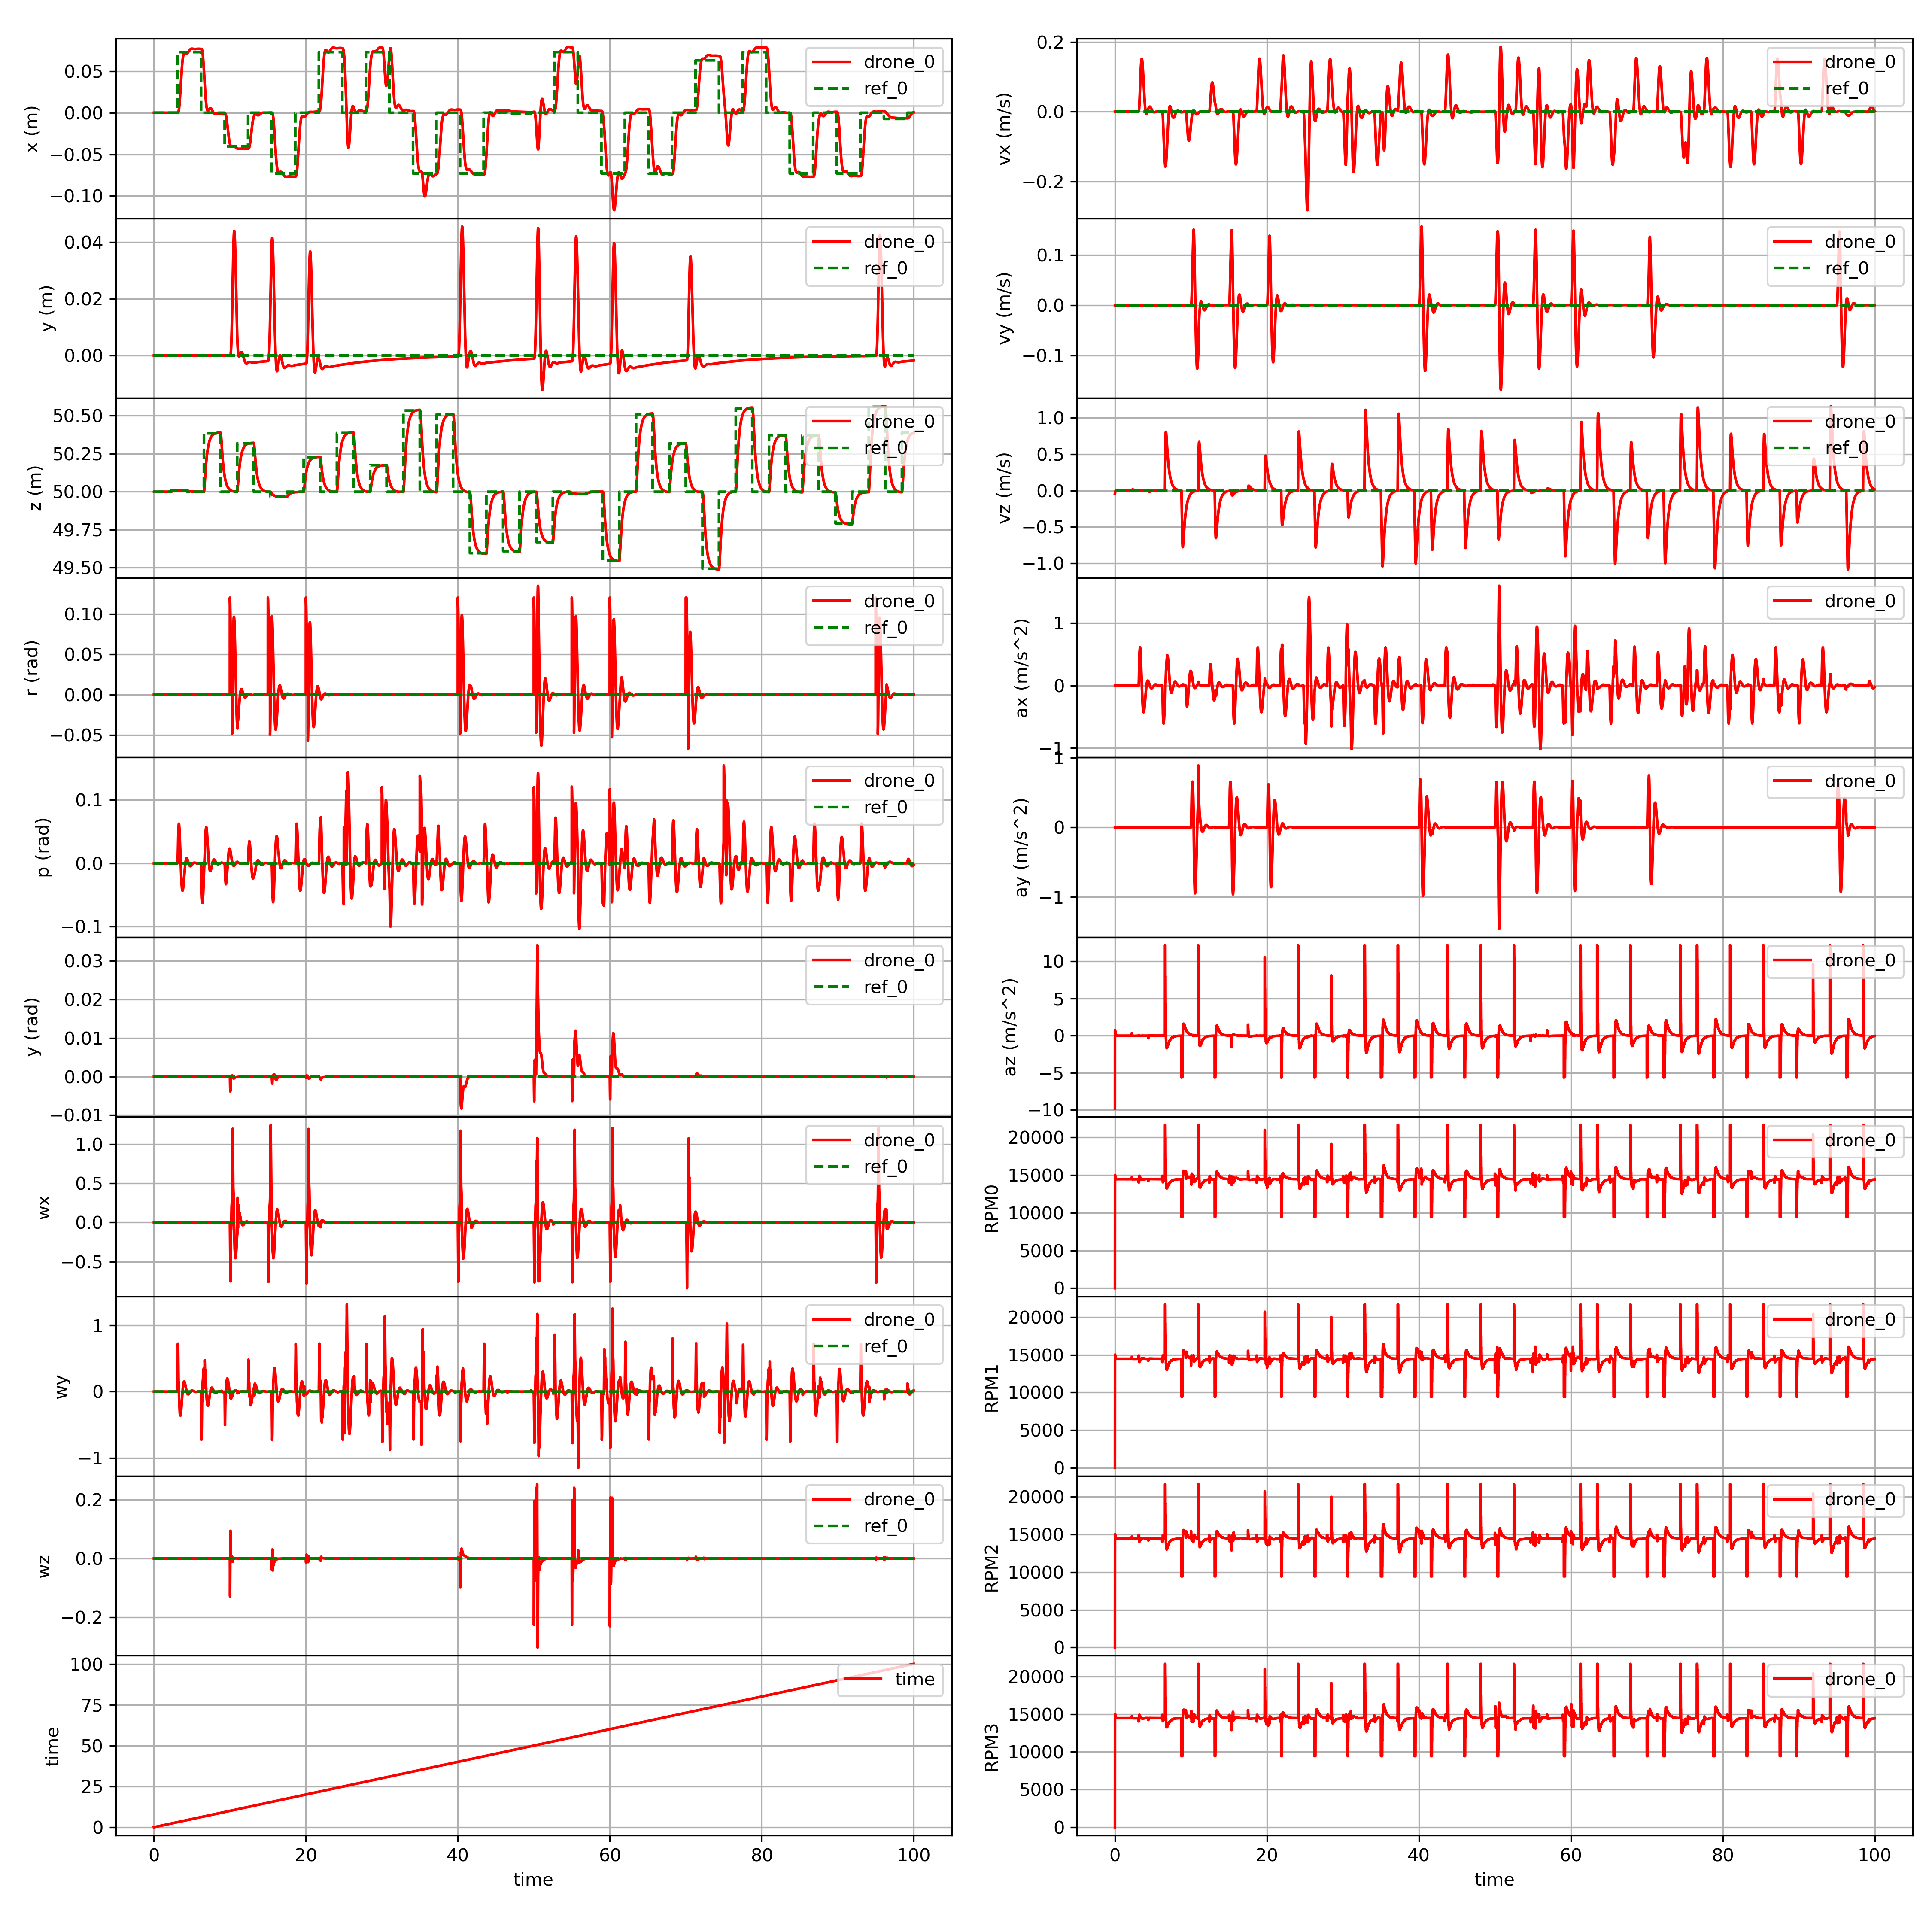 0.05
0.00
−0.05
−0.10
x (m)
drone_0
ref_0
0.04
0.02
0.00
y (m)
drone_0
ref_0
50.50
50.25
50.00
49.75
49.50
z (m)
drone_0
ref_0
0.10
0.05
0.00
−0.05
r (rad)
drone_0
ref_0
0.1
0.0
−0.1
p (rad)
drone_0
ref_0
0.03
0.02
0.01
0.00
−0.01
y (rad)
drone_0
ref_0
1.0
0.5
0.0
−0.5
wx
drone_0
ref_0
1
0
−1
wy
drone_0
ref_0
0.2
0.0
−0.2
wz
drone_0
ref_0
100
75
50
25
0
time
time
0 20 40 60 80 100
time
0.2
0.0
−0.2
vx (m/s)
drone_0
ref_0
0.1
0.0
−0.1
vy (m/s)
drone_0
ref_0
1.0
0.5
0.0
−0.5
−1.0
vz (m/s)
drone_0
ref_0
1
0
−1
ax (m/s^2)
drone_0
1
0
−1
ay (m/s^2)
drone_0
10
5
0
−5
−10
az (m/s^2)
drone_0
20000
15000
10000
5000
0
RPM0
drone_0
20000
15000
10000
5000
0
RPM1
drone_0
20000
15000
10000
5000
0
RPM2
drone_0
20000
15000
10000
5000
0
RPM3
drone_0
0 20 40 60 80 100
time